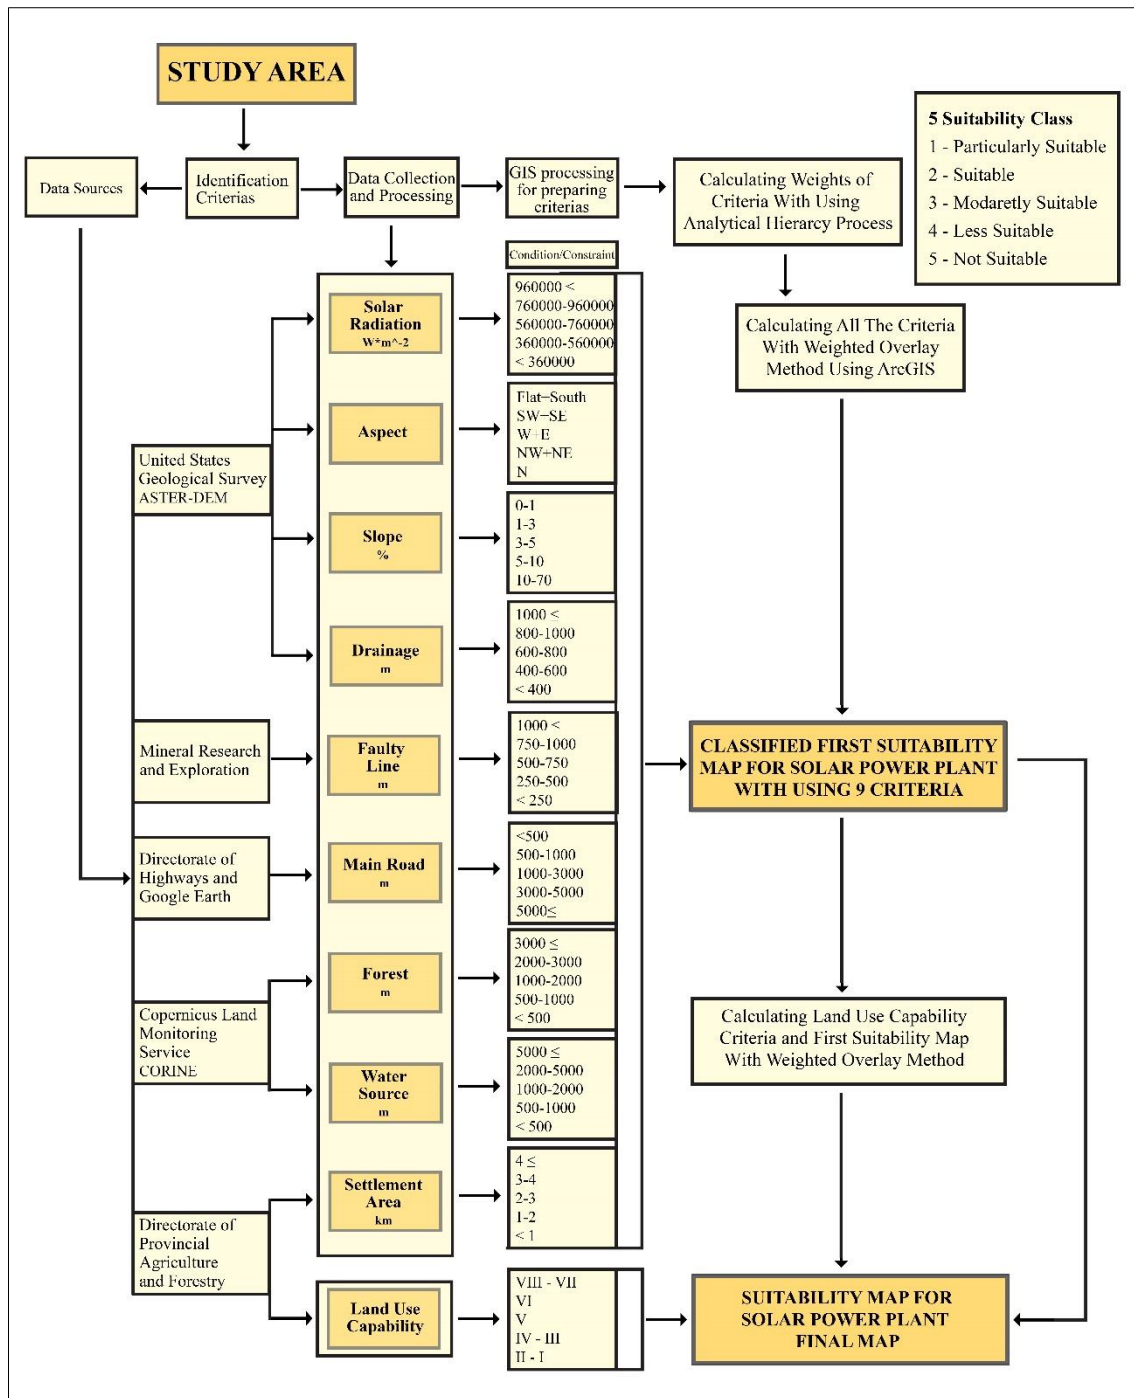 STUDY AREA
5 Suitability Class
1 - Particularly Suitable
2 - Suitable
3 - Modaretly Suitable
4 - Less Suitable
5 - Not Suitable
Data Sources
Identification
Criterias
Data Collection
and Processing
GIS processing
for preparing
criterias
Calculating Weights of
Criteria With Using
Analytical Hierarcy Process
Condition/Constraint
Calculating All The Criteria
With Weighted Overlay
Method Using ArcGIS
United States
Geological Survey
ASTER-DEM
Solar
Radiation
W*m^-2
960000 <
760000-960000
560000-760000
360000-560000
< 360000
Aspect
Flat+South
SW+SE
W+E
NW+NE
N
Slope
%
0-1
1-3
3-5
5-10
10-70
Drainage
m
1000 ≤
800-1000
600-800
400-600
< 400
Mineral Research
and Exploration
Faulty
Line
m
1000 <
750-1000
500-750
250-500
< 250
CLASSIFIED FIRST SUITABILITY
MAP FOR SOLAR POWER PLANT
WITH USING 9 CRITERIA
Directorate of
Highways and
Google Earth
Main Road
m
<500
500-1000
1000-3000
3000-5000
5000≤
Copernicus Land
Monitoring
Service
CORINE
Forest
m
3000 ≤
2000-3000
1000-2000
500-1000
< 500
Water
Source
m
5000 ≤
2000-5000
1000-2000
500-1000
< 500
Calculating Land Use Capability
Criteria and First Suitability Map
With Weighted Overlay Method
Directorate of
Provincial
Agriculture
and Forestry
Settlement
Area
km
4 ≤
3-4
2-3
1-2
< 1
Land Use
Capability
VIII - VII
VI
V
IV - III
II - I
SUITABILITY MAP FOR
SOLAR POWER PLANT
FINAL MAP